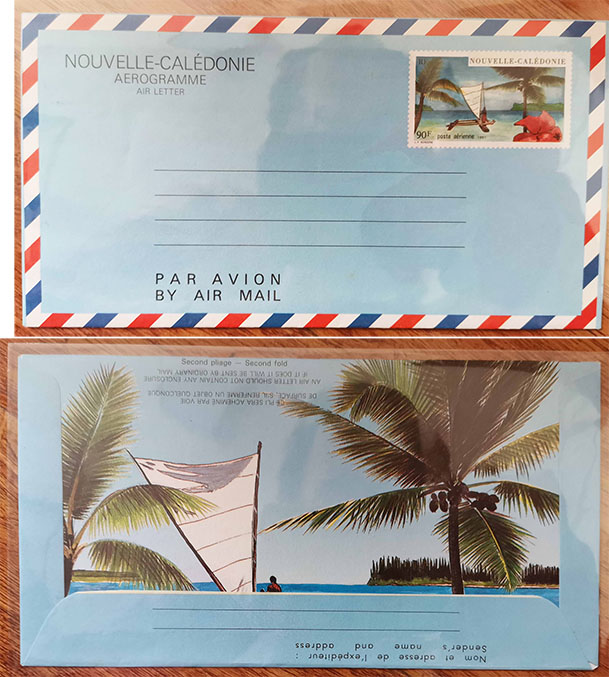 NOUVELLE-CALÉDONIE
AEROGRAMME
AIR LETTER
RF NOUVELLE-CALÉDONIE
90F poste aérienne
PAR AVION
BY AIR MAIL
Second pliage — Second fold
CE PLI SERA ACHEMINE PAR VOIE
DE SURFACE, S'IL RENFERME UN OBJET QUELCONQUE
AN AIR LETTER SHOULD NOT CONTAIN ANY ENCLOSURE
IF IT DOES IT WILL BE SENT BY ORDINARY MAIL
Nom et adresse de l'expéditeur :
Sender's name and address